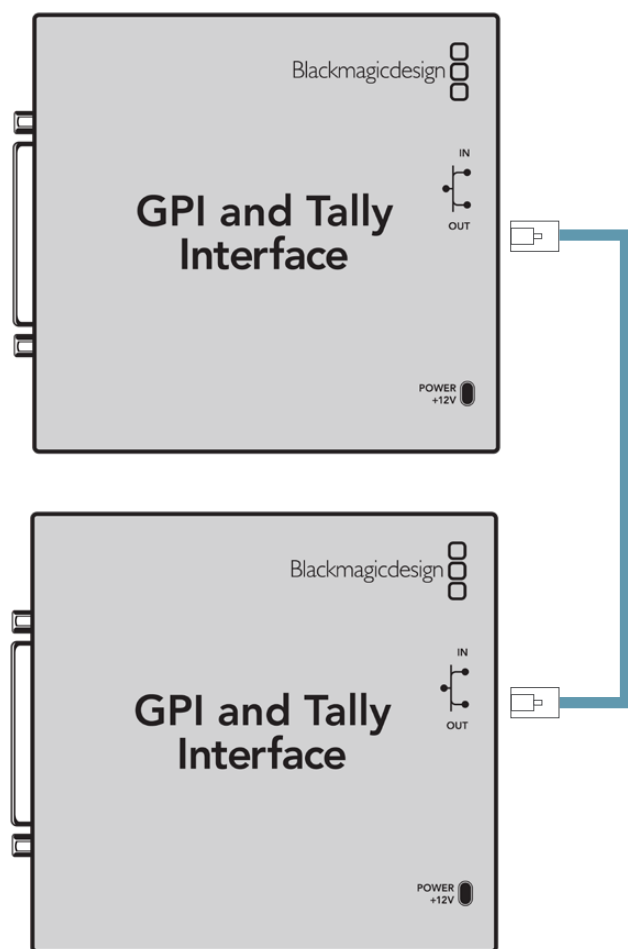 Blackmagicdesign
IN
GPI and Tally
Interface
OUT
POWER
+12V
Blackmagicdesign
IN
GPI and Tally
Interface
OUT
POWER
+12V